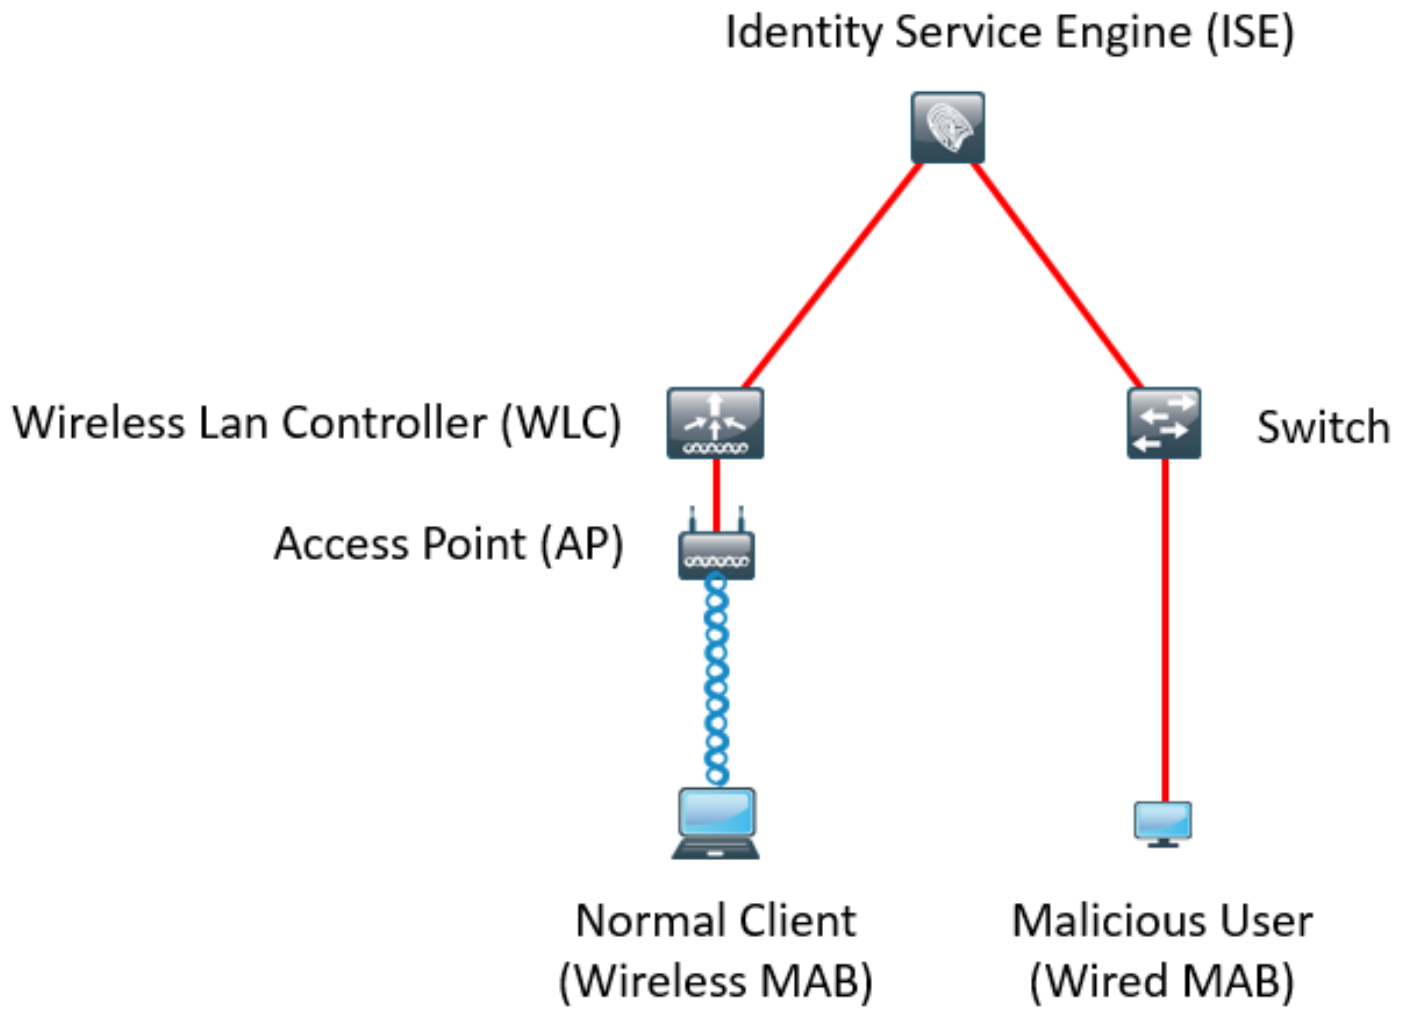 Identity Service Engine (ISE)
Wireless Lan Controller (WLC)
Switch
Access Point (AP)
Normal Client
(Wireless MAB)
Malicious User
(Wired MAB)